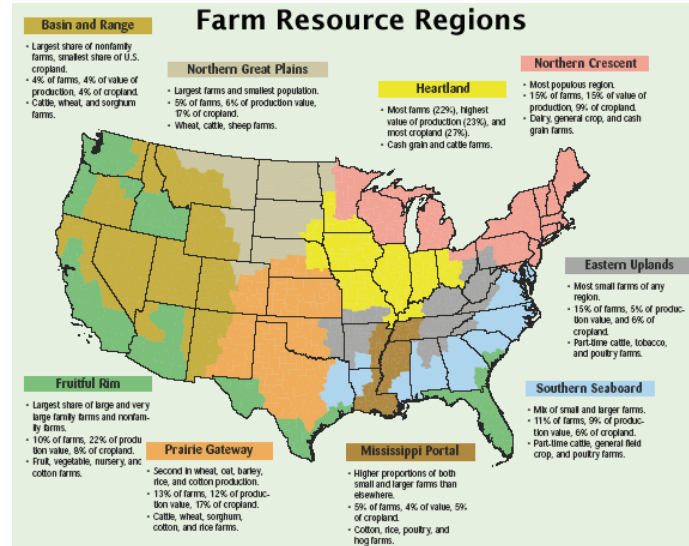 Farm Resource Regions
Basin and Range
• Largest share of nonfamily
farms, smallest share of U.S.
cropland.
• 4% of farms, 4% of value of
production, 4% of cropland.
• Cattle, wheat, and sorghum
farms.
Northern Great Plains
• Largest farms and smallest population.
• 5% of farms, 6% of production value,
17% of cropland.
• Wheat, cattle, sheep farms.
Heartland
• Most farms (22%), highest
value of production (23%), and
most cropland (27%).
• Cash grain and cattle farms.
Northern Crescent
• Most populous region.
• 15% of farms, 15% of value of
production, 9% of cropland.
• Dairy, general crop, and cash
grain farms.
Eastern Uplands
• Most small farms of any
region.
• 15% of farms, 5% of produc-
tion value, and 6% of
cropland.
• Part-time cattle, tobacco,
and poultry farms.
Fruitful Rim
• Largest share of large and very
large family farms and nonfam-
ily farms.
• 10% of farms, 22% of produc
tion value, 8% of cropland.
• Fruit, vegetable, nursery, and
cotton farms.
Prairie Gateway
• Second in wheat, oat, barley,
rice, and cotton production.
• 13% of farms, 12% of produc-
tion value, 17% of cropland.
• Cattle, wheat, sorghum,
cotton, and rice farms.
Mississippi Portal
• Higher proportions of both
small and larger farms than
elsewhere.
• 5% of farms, 4% of value, 5%
of cropland.
• Cotton, rice, poultry, and
hog farms.
Southern Seaboard
• Mix of small and larger farms.
• 11% of farms, 9% of produc-
tion value, 6% of cropland.
• Part-time cattle, general field
crop, and poultry farms.